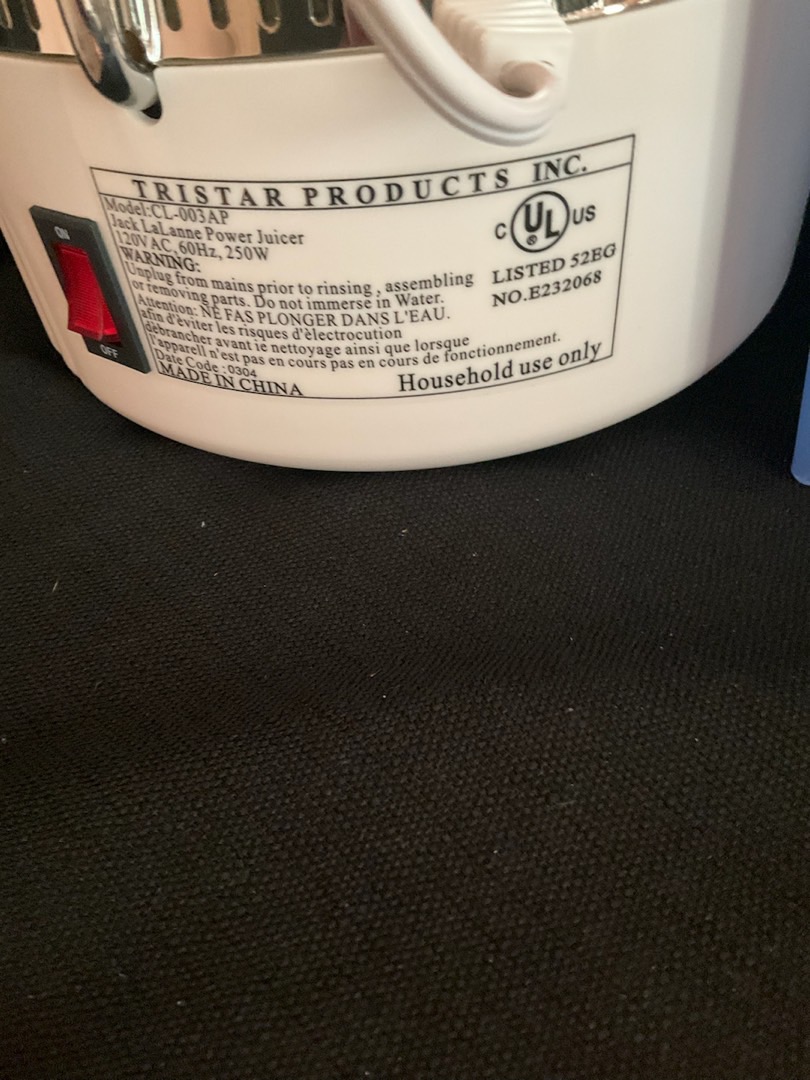 TRISTAR PRODUCTS INC.
Model:CL-003AP
Jack LaLanne Power Juicer
120V AC, 60Hz, 250W
WARNING:
Unplug from mains prior to rinsing , assembling
or removing parts. Do not immerse in Water.
Attention: NE FAS PLONGER DANS L'EAU.
afin d'éviter les risques d'èlectrocution
débrancher avant ie nettoyage ainsi que lorsque
l'appareil n'est pas en cours pas en cours de fonctionnement.
Date Code :0304
MADE IN CHINA
Household use only
C UL US
®
LISTED 52EG
NO.E232068
ON
OFF